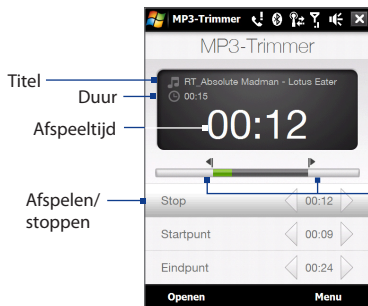 MP3-Trimmer
MP3-Trimmer
Titel
RT_Absolute Madman - Lotus Eater
Duur
00:15
Afspeeltijd
00:12
Afspelen/
stoppen
Stop
00:12
Startpunt
00:09
Eindpunt
00:24
Openen
Menu